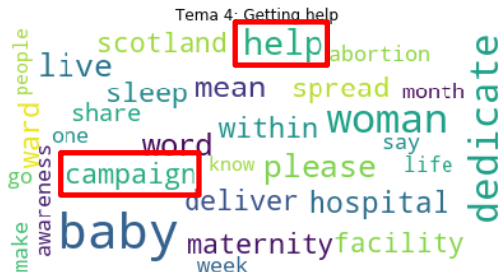 Tema 4: Getting help
people scotland help abortion
live sleep mean spread month dedicate
ward share within woman
one word say
go campaign know please life
awareness deliver hospital
make baby maternity facility
week